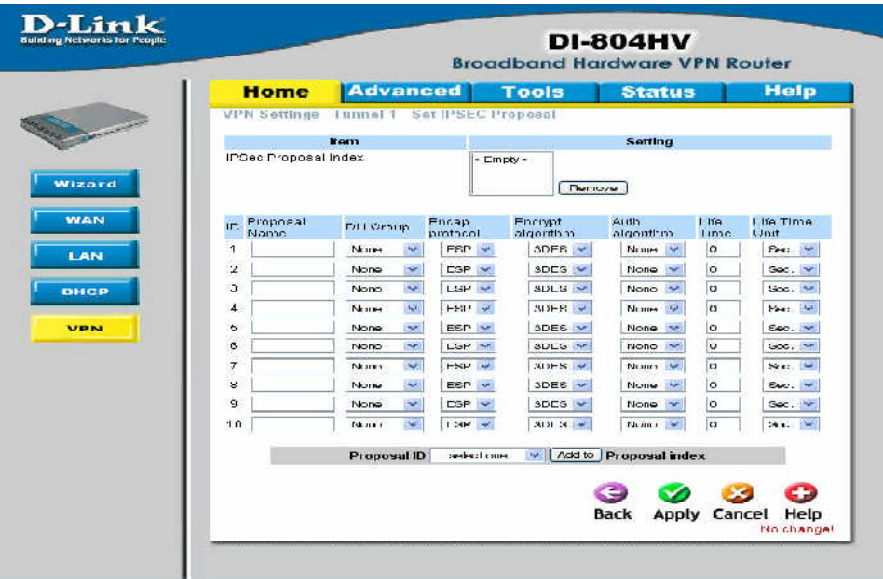 D-Link
Building Networks for People
DI-804HV
Broadband Hardware VPN Router
Home Advanced Tools Status Help
VPN Settings Tunnel 1 Set IPSEC Proposal
Item Setting
IPSec Proposal Index - Empty -
Remove
Wizard
WAN
LAN
DHCP
VPN
ID Proposal Name DH Group Encap protocol Encrypt algorithm Auth algorithm Life Time Life Time Unit
1 None ESP 3DES None 0 Sec.
2 None ESP 3DES None 0 Sec.
3 None ESP 3DES None 0 Sec.
4 None ESP 3DES None 0 Sec.
5 None ESP 3DES None 0 Sec.
6 None ESP 3DES None 0 Sec.
7 None ESP 3DES None 0 Sec.
8 None ESP 3DES None 0 Sec.
9 None ESP 3DES None 0 Sec.
10 None ESP 3DES None 0 Sec.
Proposal ID select one Add to Proposal index
Back Apply Cancel Help
No change!